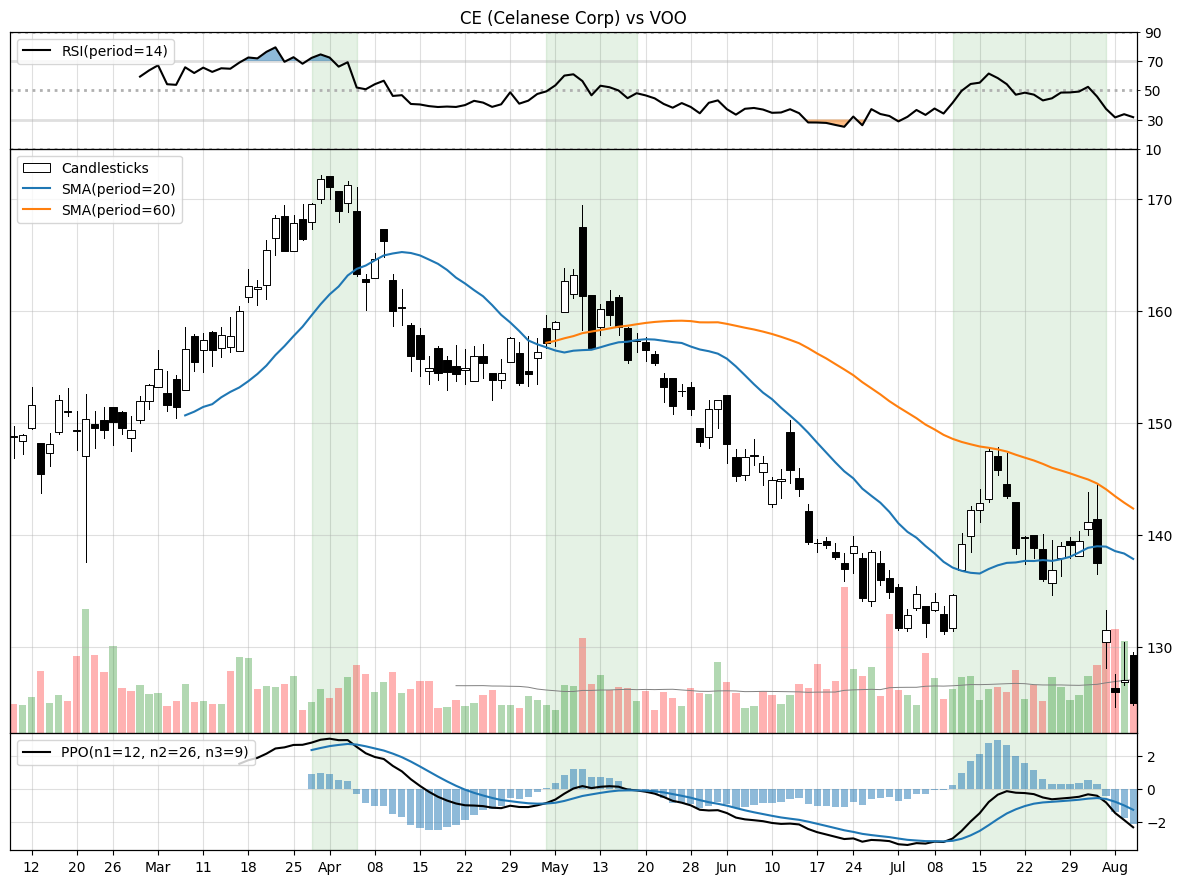 CE (Celanese Corp) vs VOO
RSI(period=14)
90
70
50
30
10
Candlesticks
SMA(period=20)
SMA(period=60)
170
160
150
140
130
PPO(n1=12, n2=26, n3=9)
2
0
−2
12 20 26 Mar 11 18 25 Apr 08 15 22 29 May 13 20 28 Jun 10 17 24 Jul 08 15 22 29 Aug